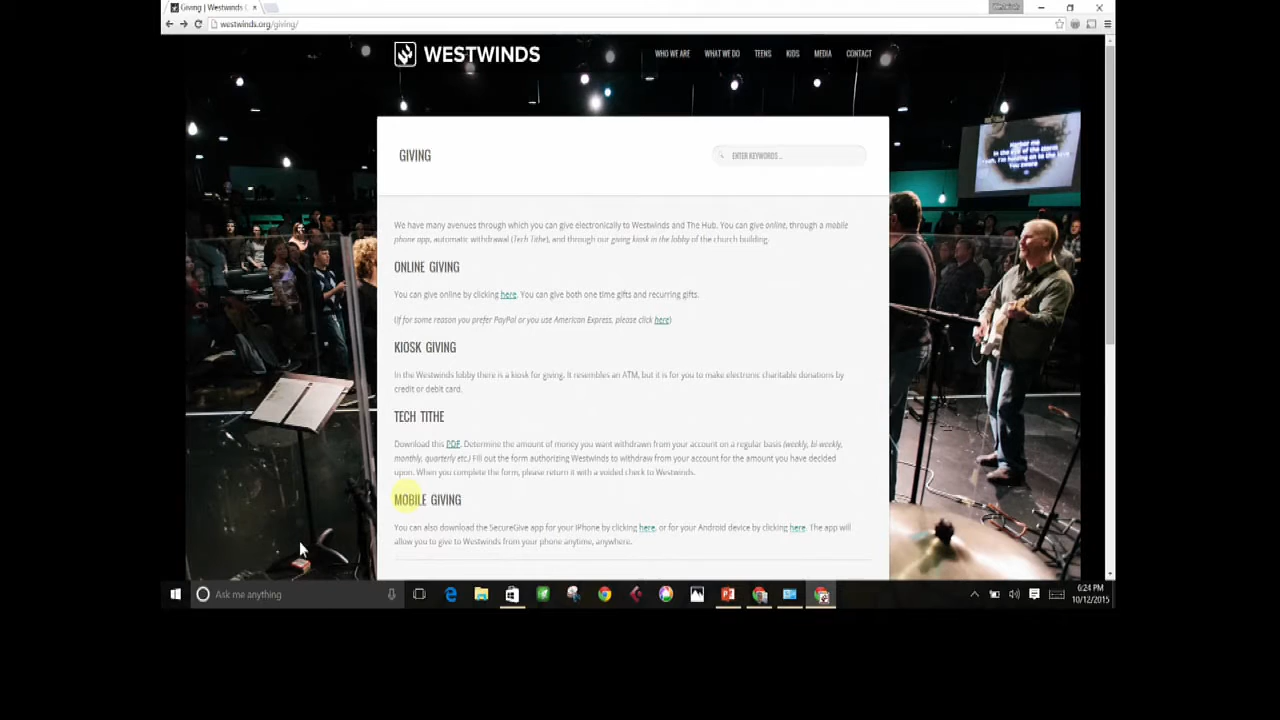 Giving | Westwinds C
westwinds.org/giving/
WESTWINDS
WHO WE ARE WHAT WE DO TEENS KIDS MEDIA CONTACT
GIVING
ENTER KEYWORDS ..
We have many avenues through which you can give electronically to Westwinds and The Hub. You can give online, through a mobile
phone app, automatic withdrawal (Tech Tithe), and through our giving kiosk in the lobby of the church building.
ONLINE GIVING
You can give online by clicking here. You can give both one time gifts and recurring gifts.
(If for some reason you prefer PayPal or you use American Express, please click here)
KIOSK GIVING
In the Westwinds lobby there is a kiosk for giving. It resembles an ATM, but it is for you to make electronic charitable donations by
credit or debit card.
TECH TITHE
Download this PDF. Determine the amount of money you want withdrawn from your account on a regular basis (weekly, bi weekly,
monthly, quarterly etc.) Fill out the form authorizing Westwinds to withdraw from your account for the amount you have decided
upon. When you complete the form, please return it with a voided check to Westwinds.
MOBILE GIVING
You can also download the SecureGive app for your iPhone by clicking here, or for your Android device by clicking here. The app will
allow you to give to Westwinds from your phone anytime, anywhere.
Ask me anything
6:24 PM
10/12/2015